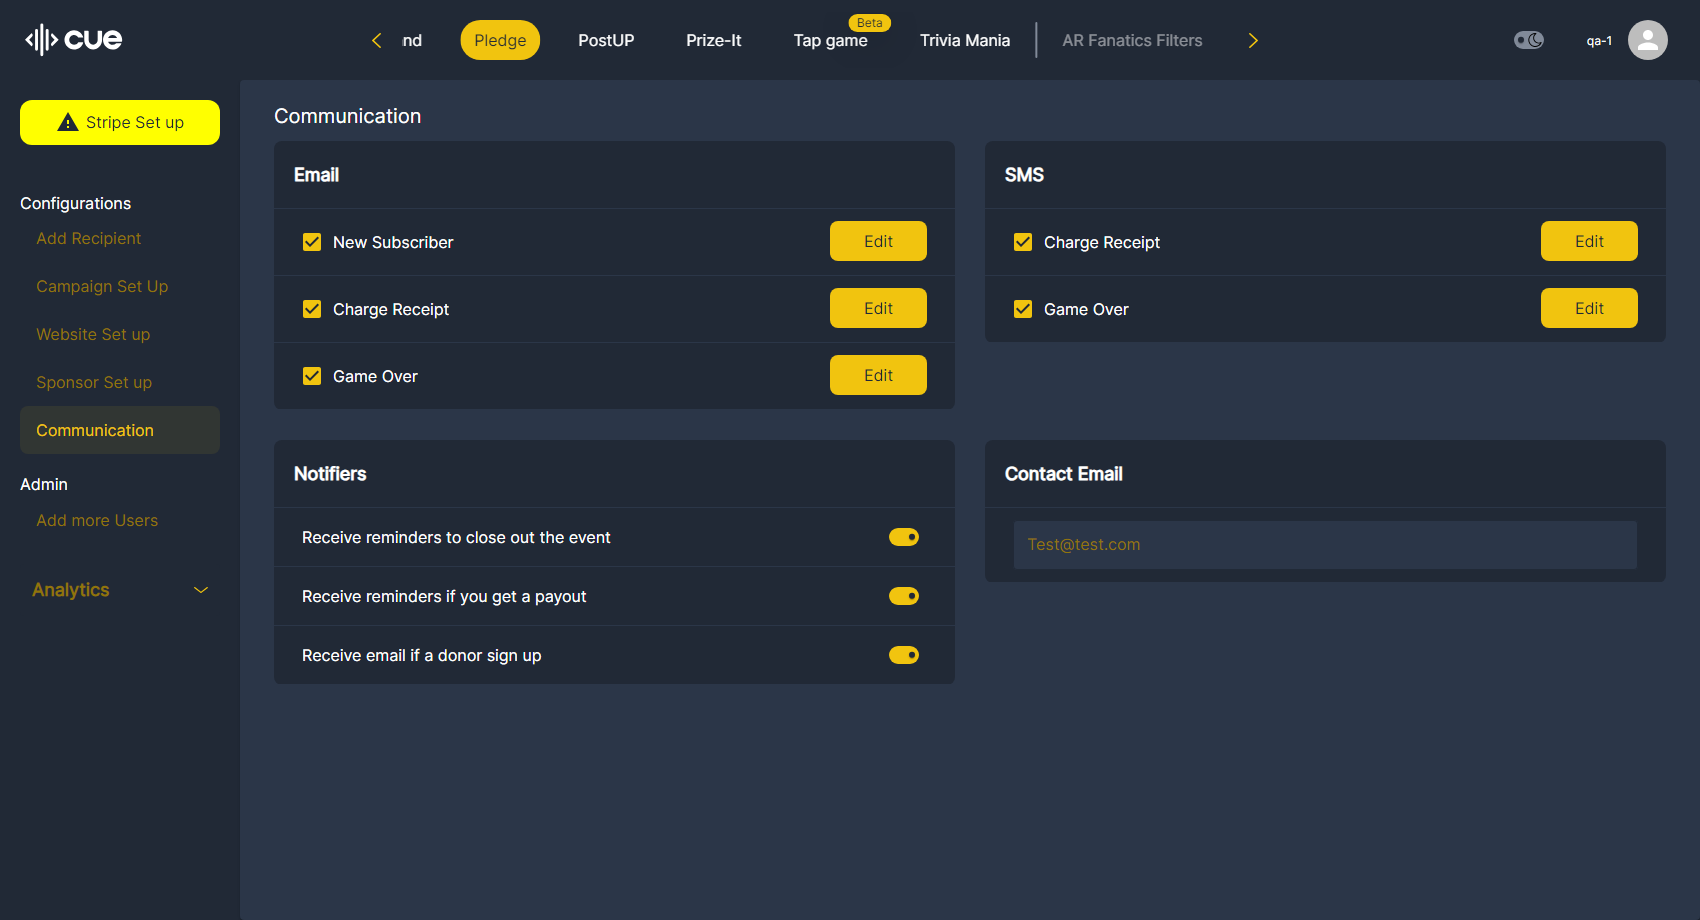 cue
nd
Pledge
PostUP
Prize-It
Beta
Tap game
Trivia Mania
AR Fanatics Filters
qa-1
Stripe Set up
Configurations
Add Recipient
Campaign Set Up
Website Set up
Sponsor Set up
Communication
Admin
Add more Users
Analytics
Communication
Email
New Subscriber
Edit
Charge Receipt
Edit
Game Over
Edit
SMS
Charge Receipt
Edit
Game Over
Edit
Notifiers
Receive reminders to close out the event
Receive reminders if you get a payout
Receive email if a donor sign up
Contact Email
Test@test.com